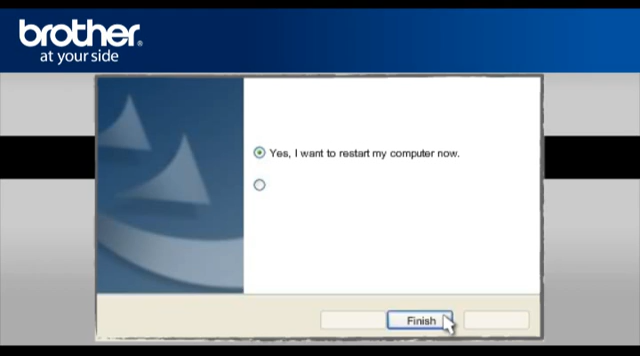 brother®
at your side
Yes, I want to restart my computer now.
Finish